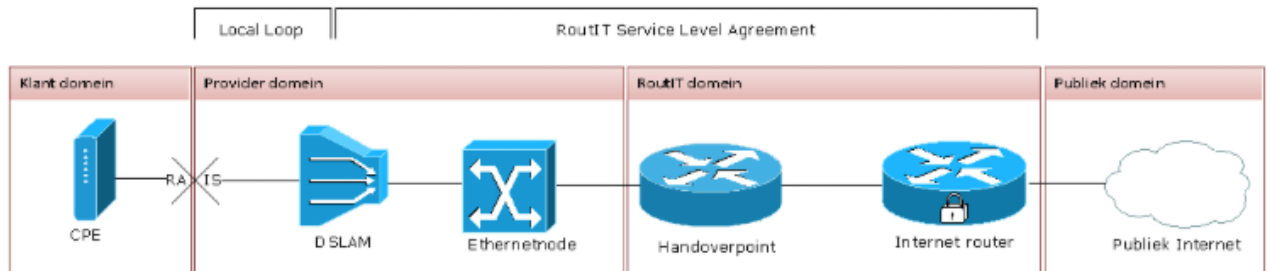 Local Loop
RoutIT Service Level Agreement
Klant domein
Provider domein
RoutIT domein
Publiek domein
RA IS
CPE
DSLAM
Ethernetnode
Handoverpoint
Internet router
Publiek Internet